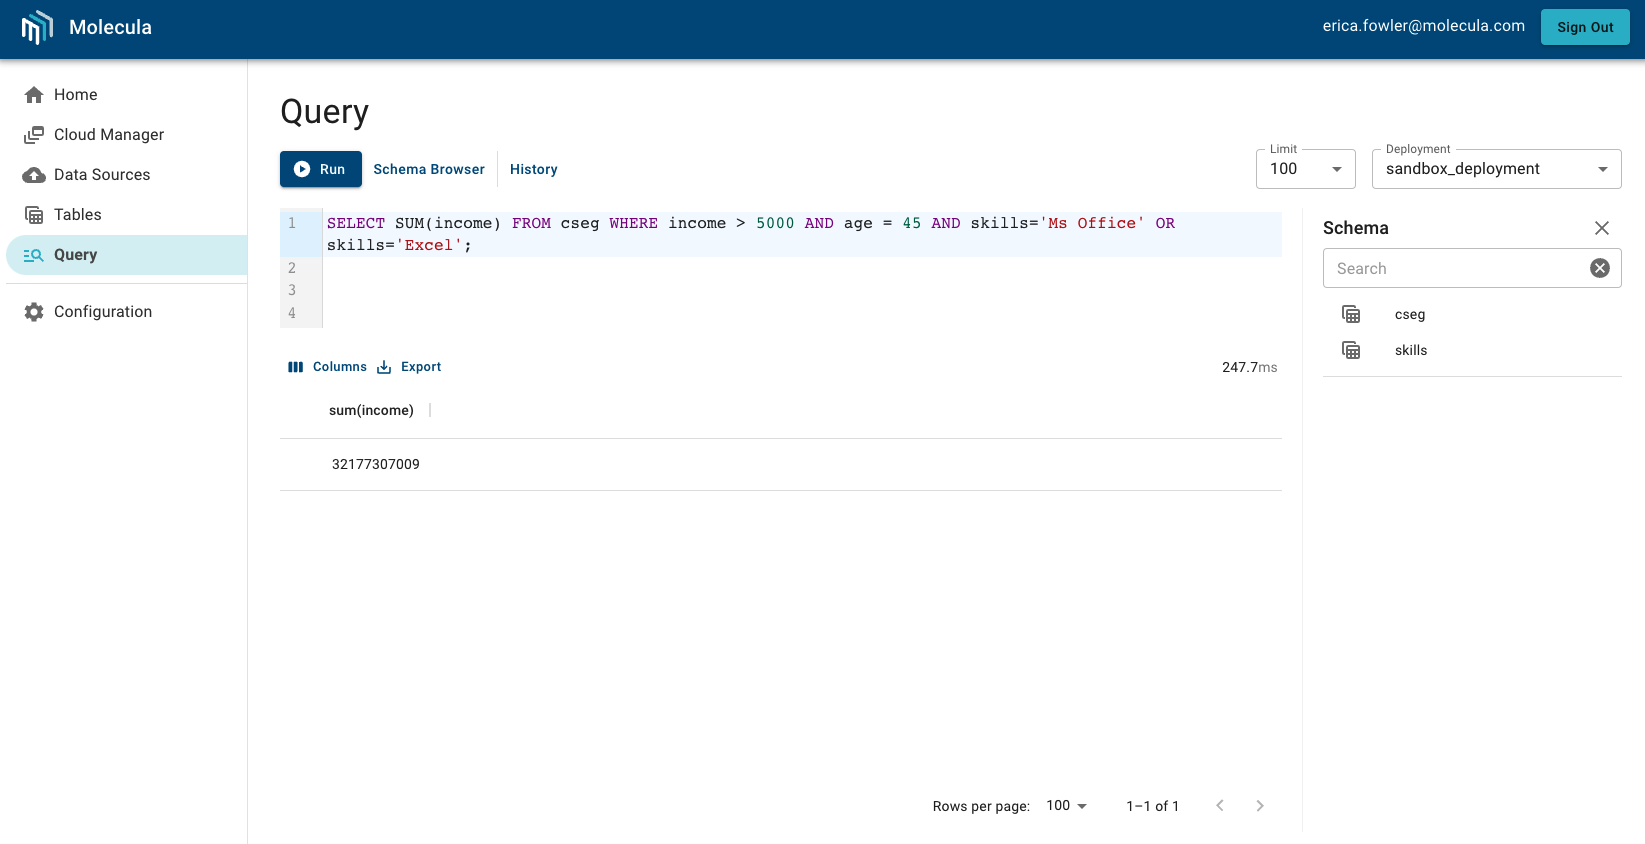 Molecula
erica.fowler@molecula.com
Sign Out
Home
Cloud Manager
Data Sources
Tables
Query
Configuration
Query
Run
Schema Browser
History
Limit
100
Deployment
sandbox_deployment
1 SELECT SUM(income) FROM cseg WHERE income > 5000 AND age = 45 AND skills='Ms Office' OR
skills='Excel';
2
3
4
Columns
Export
247.7ms
sum(income)
32177307009
Rows per page: 100
1–1 of 1
Schema
Search
cseg
skills